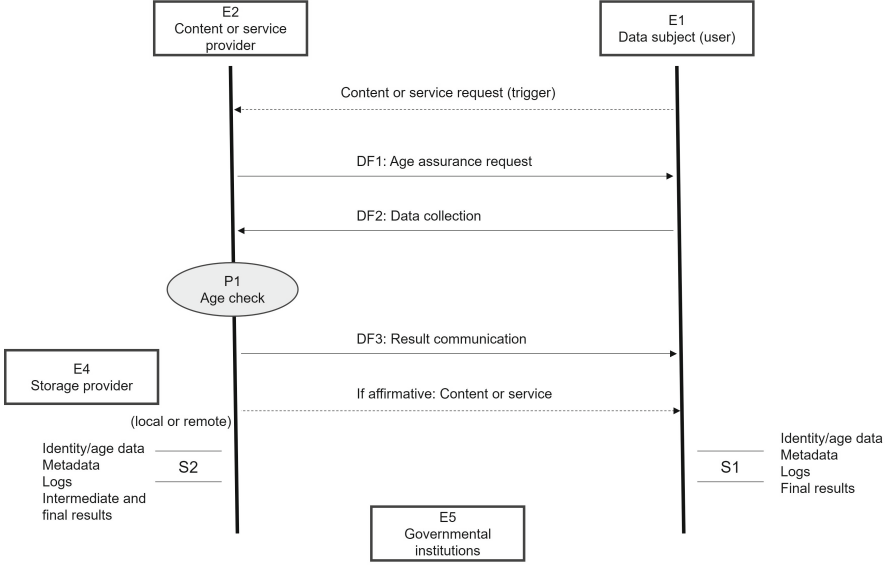 E2
Content or service
provider
E1
Data subject (user)
Content or service request (trigger)
DF1: Age assurance request
DF2: Data collection
P1
Age check
DF3: Result communication
E4
Storage provider
If affirmative: Content or service
(local or remote)
Identity/age data
Metadata
Logs
Intermediate and
final results
S2
S1
Identity/age data
Metadata
Logs
Final results
E5
Governmental
institutions